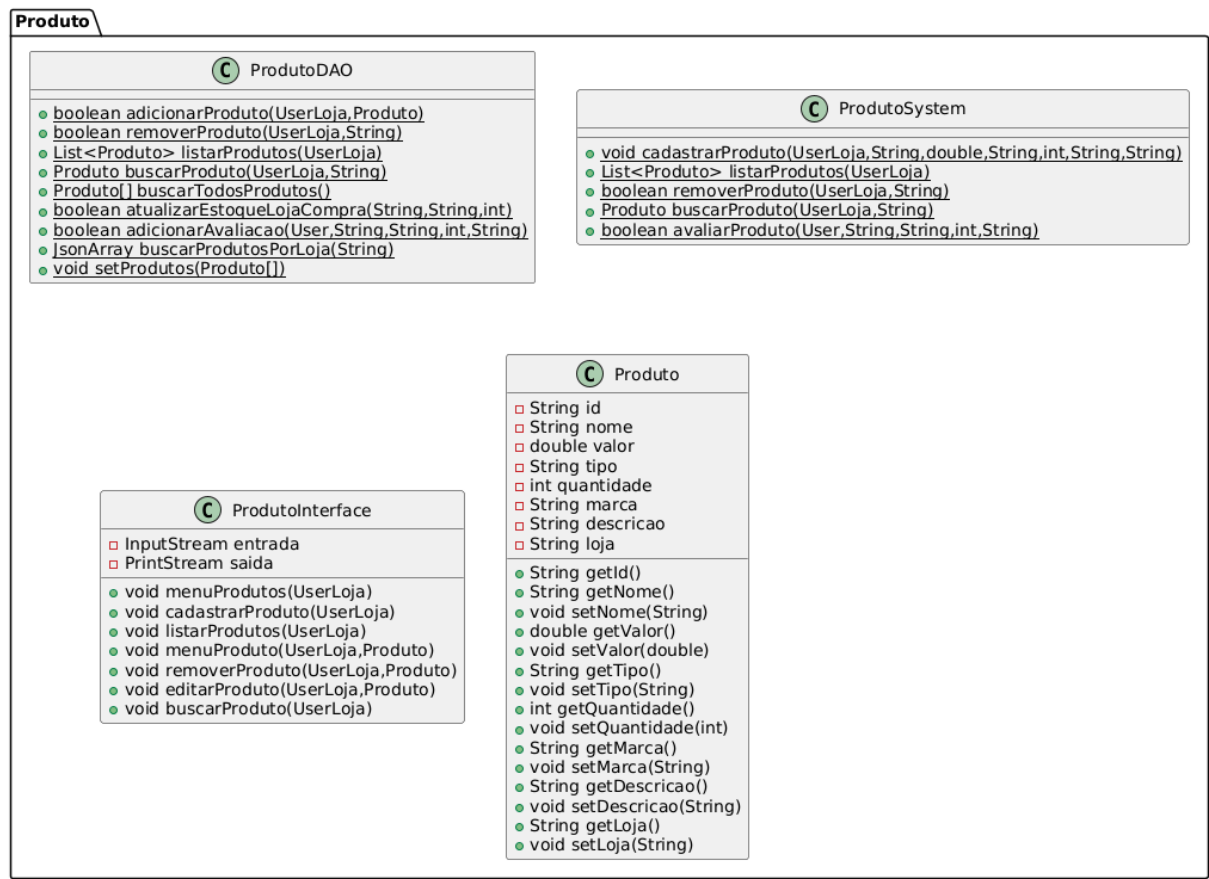 Produto
C ProdutoDAO
boolean adicionarProduto(UserLoja,Produto)
boolean removerProduto(UserLoja,String)
List<Produto> listarProdutos(UserLoja)
Produto buscarProduto(UserLoja,String)
Produto[] buscarTodosProdutos()
boolean atualizarEstoqueLojaCompra(String,String,int)
boolean adicionarAvaliacao(User,String,String,int,String)
JsonArray buscarProdutosPorLoja(String)
void setProdutos(Produto[])
C ProdutoSystem
void cadastrarProduto(UserLoja,String,double,String,int,String,String)
List<Produto> listarProdutos(UserLoja)
boolean removerProduto(UserLoja,String)
Produto buscarProduto(UserLoja,String)
boolean avaliarProduto(User,String,String,int,String)
C ProdutoInterface
InputStream entrada
PrintStream saida
void menuProdutos(UserLoja)
void cadastrarProduto(UserLoja)
void listarProdutos(UserLoja)
void menuProduto(UserLoja,Produto)
void removerProduto(UserLoja,Produto)
void editarProduto(UserLoja,Produto)
void buscarProduto(UserLoja)
C Produto
String id
String nome
double valor
String tipo
int quantidade
String marca
String descricao
String loja
String getId()
String getNome()
void setNome(String)
double getValor()
void setValor(double)
String getTipo()
void setTipo(String)
int getQuantidade()
void setQuantidade(int)
String getMarca()
void setMarca(String)
String getDescricao()
void setDescricao(String)
String getLoja()
void setLoja(String)